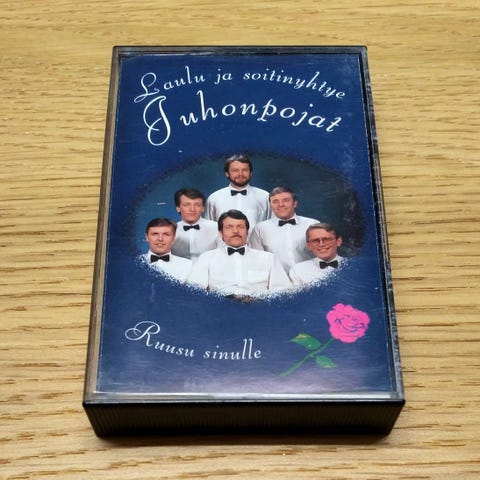 Laulu ja soitinyhtye
Juhonpojat
Ruusu sinulle